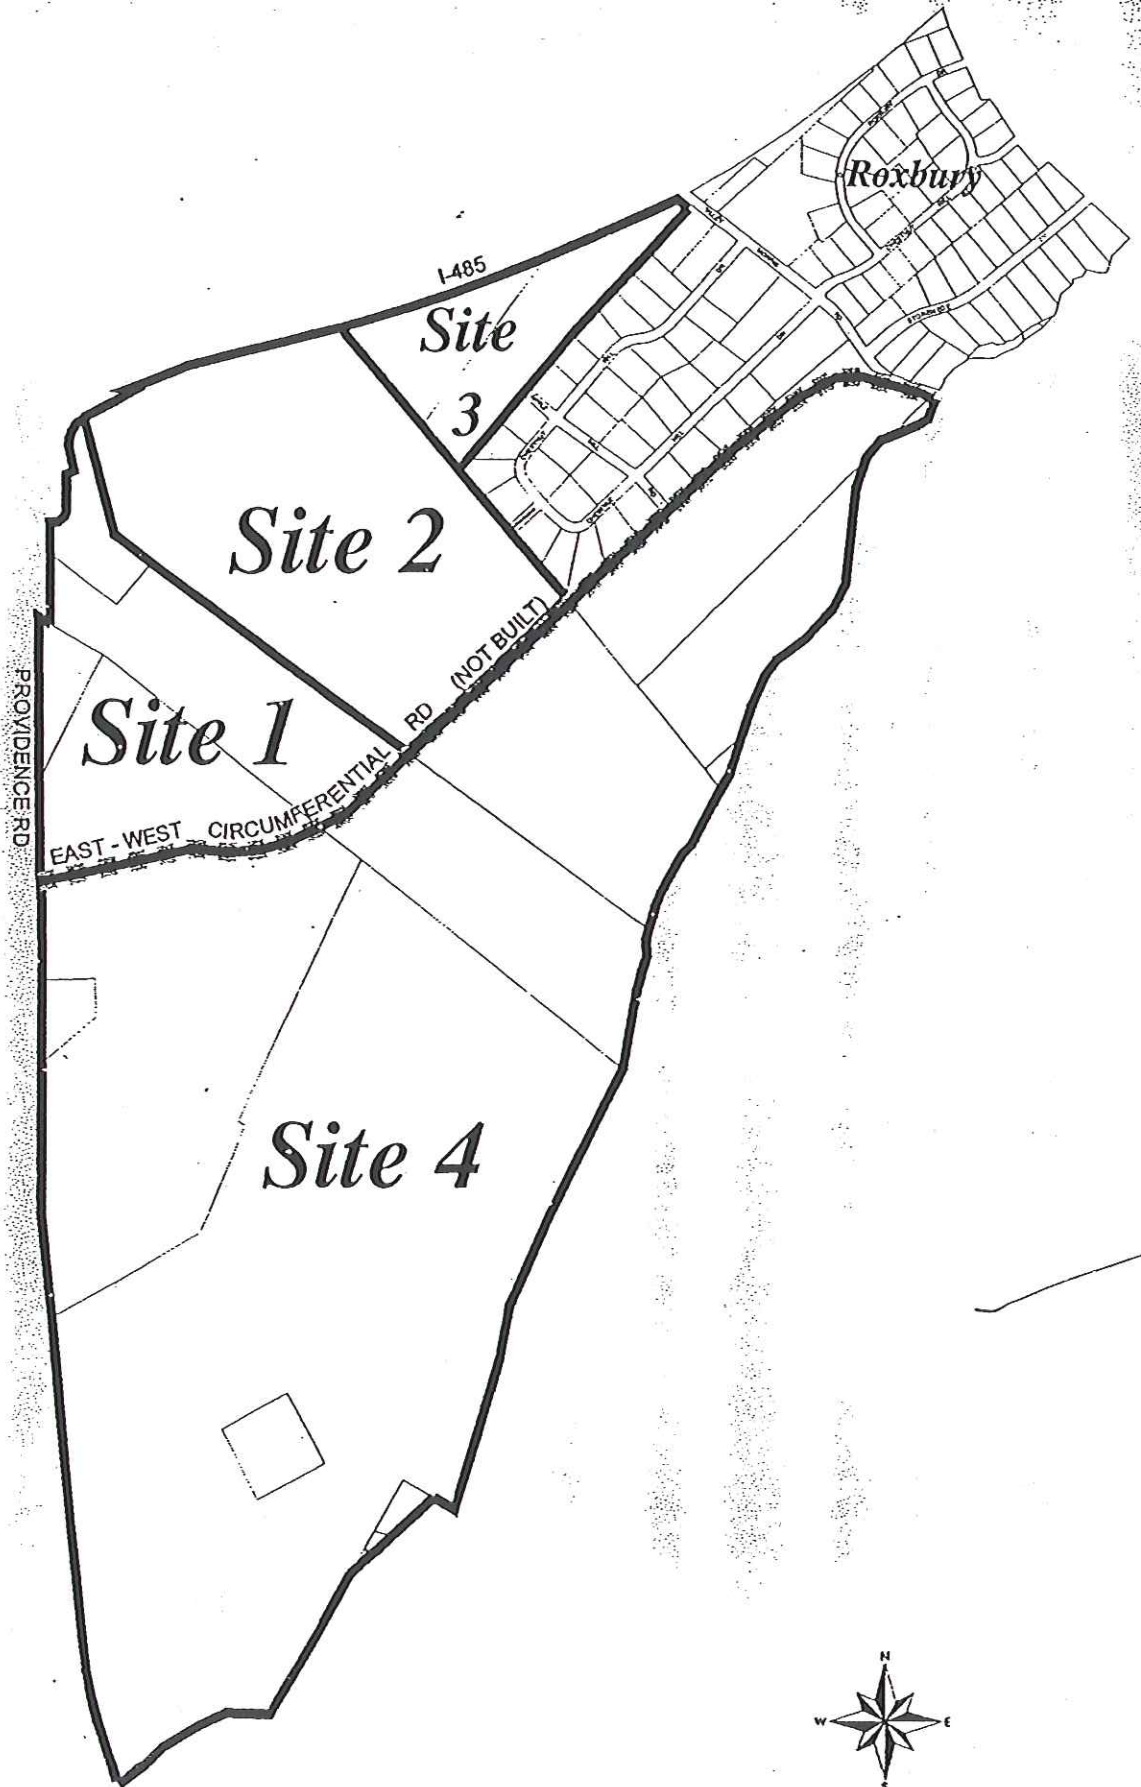 Roxbury
I-485
Site
3
Site 2
(NOT BUILT)
RD
Site 1
PROVIDENCE RD
EAST - WEST CIRCUMFERENTIAL
Site 4
N
W
E
S